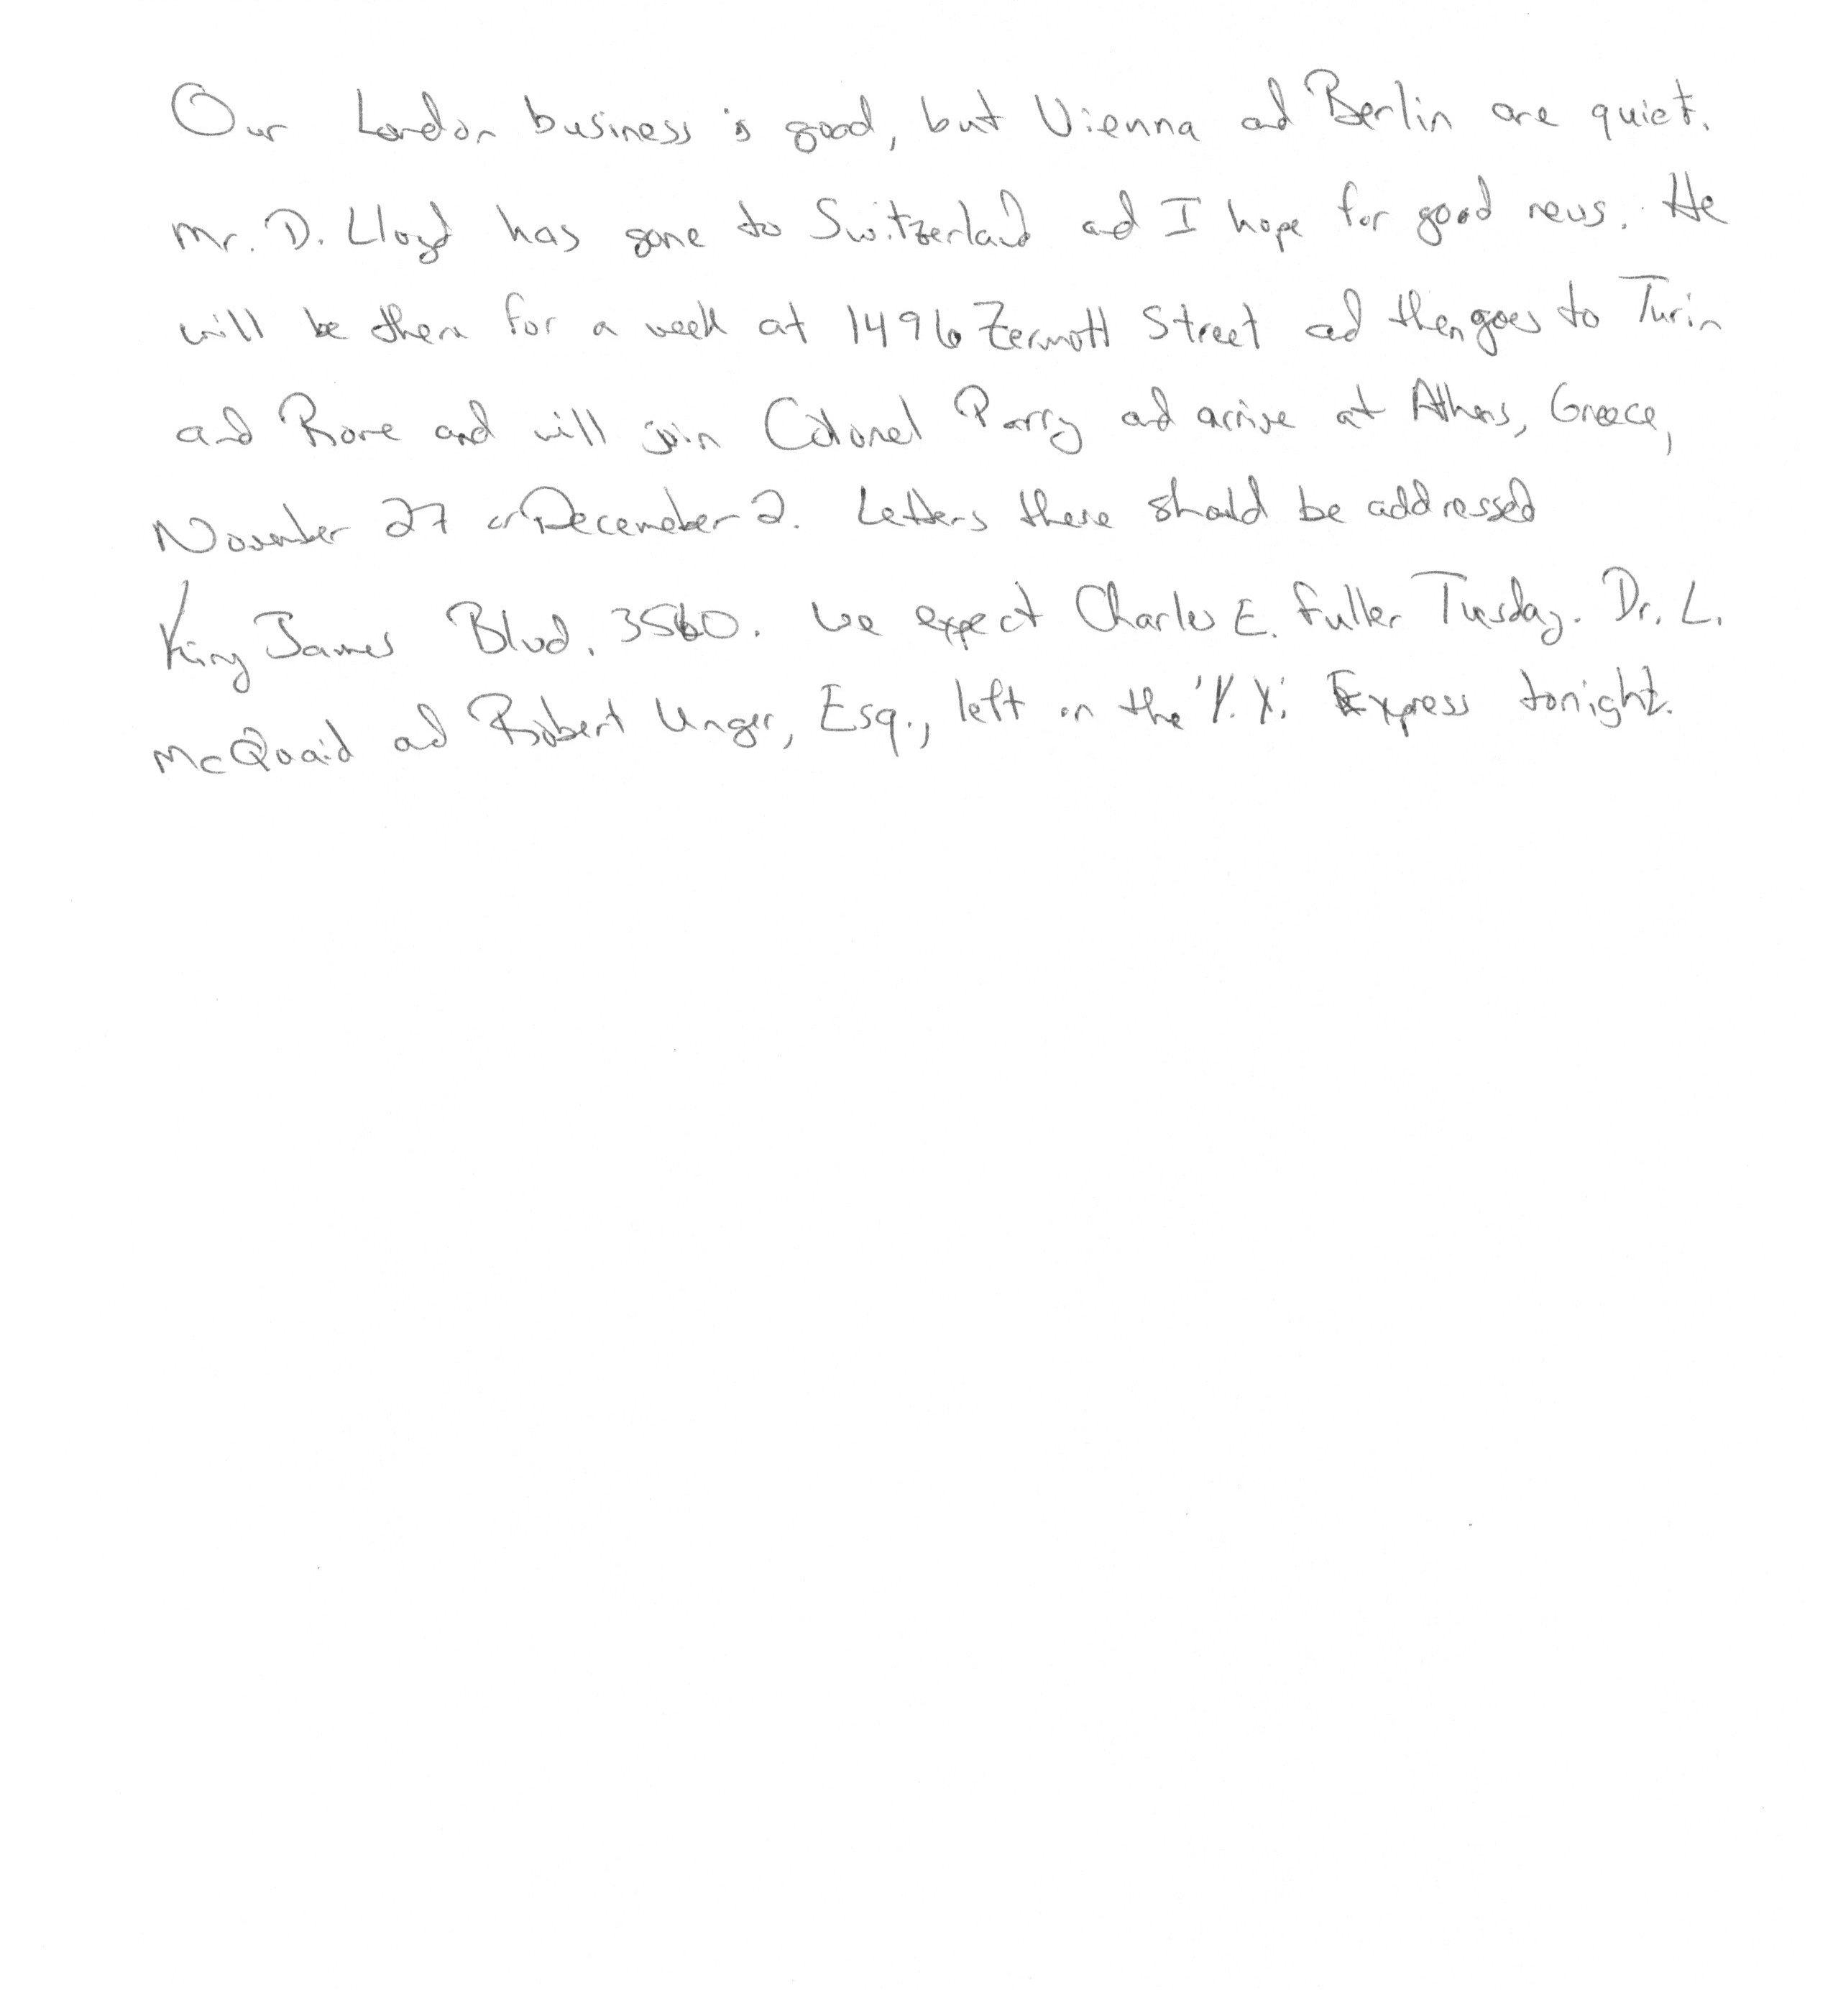 Our London business is good, but Vienna and Berlin are quiet.
Mr. D. Lloyd has gone to Switzerland and I hope for good news. He
will be there for a week at 1496 Zermott Street and then goes to Turin
and Rome and will join Colonel Parry and arrive at Athens, Greece,
November 27 or Decemeber 2. Letters there should be addressed
King James Blvd. 3560. We expect Charles E. Fuller Tuesday. Dr. L.
McQuaid and Robert Unger, Esq., left on the 'Y.X.' Express tonight.